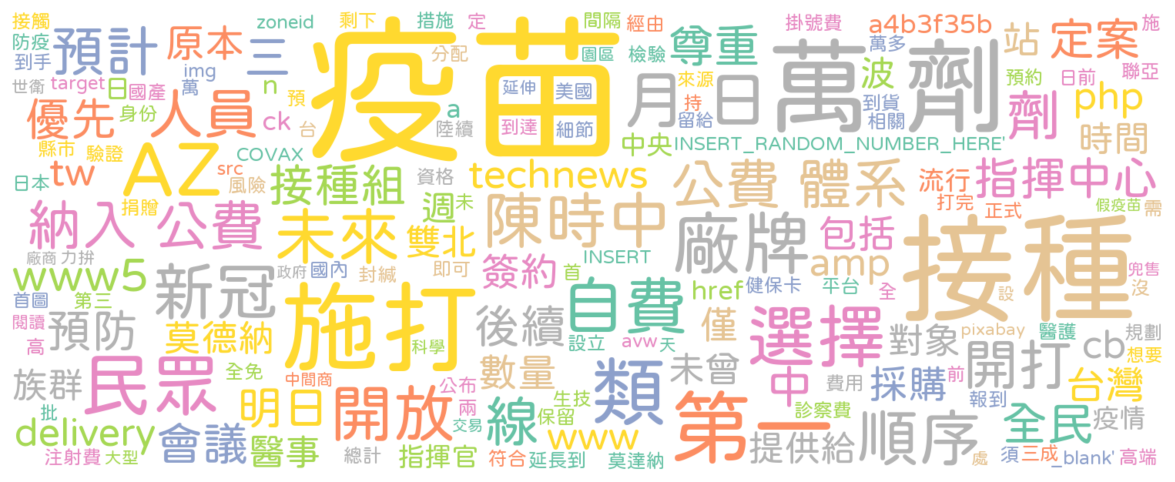 接觸
防疫
到手
世衛
zoneid
剩下
措施
定
間隔
經由
掛號費
a4b3f35b
施
預計
原本
三
分配
園區
檢驗
尊重
萬多
站
定案
img
target
日
國產
n
疫苗
延伸
美國
到達
細節
月
日
來源
持
留給
萬
劑
波
到貨
相關
預約
日前
聯亞
萬
預
優先
人員
身份
ck
台
a
陸續
劑
php
時間
縣市
驗證
COVAX
中央
INSERT_RANDOM_NUMBER_HERE'
日本
tw
AZ
src
風險
接種組
資格
technews
公費
體系
流行
打完
指揮中心
正式
假疫苗
需
捐贈
納入
公費
未來
週
未
雙北
陳時中
廠牌
包括
接種
廠商
力拚
政府
國內
封緘
即可
簽約
首
INSERT
amp
兜售
沒
www5
新冠
首圖
第三
施打
後續
自費
href
健保卡
平台
全
設
閱讀
高
預防
莫德納
科學
設立
avw
天
僅
選擇
對象
pixabay
醫護
規劃
開打
cb
想要
族群
民眾
全免
中間商
公布
兩
交易
數量
類
未曾
中
費用
採購
前
報到
台灣
批
delivery
會議
明日
開放
線
生技
保留
www
第一
診察費
順序
全民
疫情
注射費
大型
醫事
總計
指揮官
符合
延長到
莫達納
提供給
處
須
三成
_blank'
高端